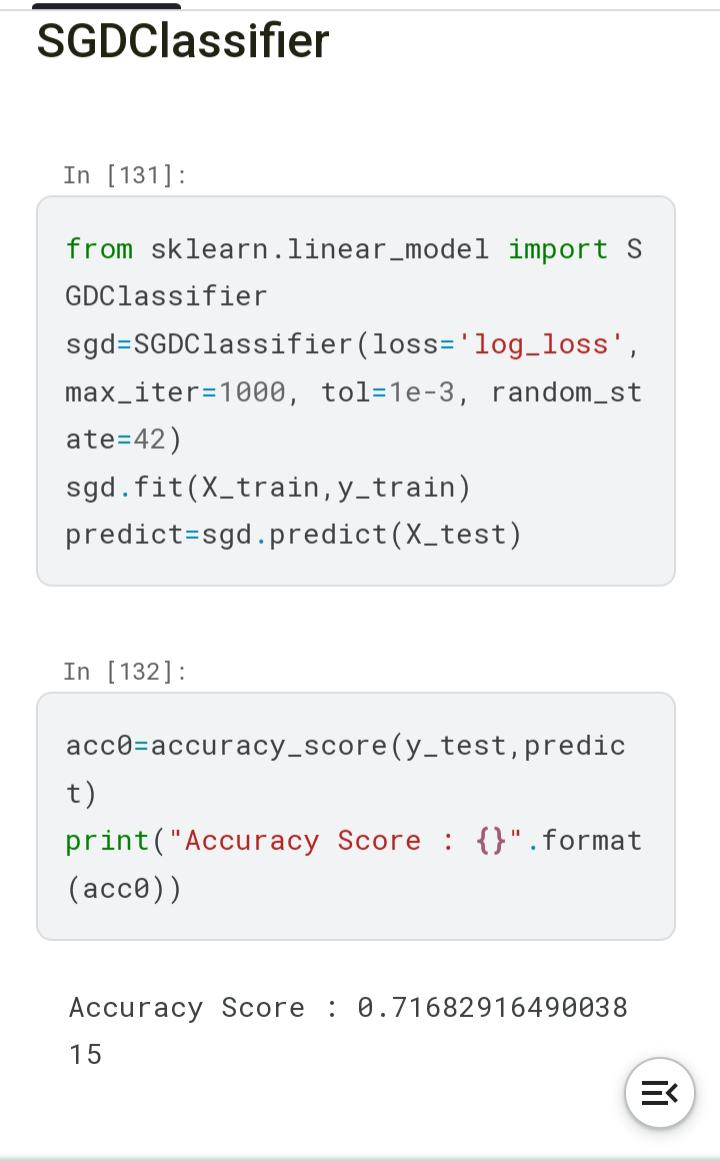 SGDClassifier
In [131]:
from sklearn.linear_model import S
GDClassifier
sgd=SGDClassifier(loss='log_loss',
max_iter=1000, tol=1e-3, random_st
ate=42)
sgd.fit(X_train,y_train)
predict=sgd.predict(X_test)
In [132]:
acc0=accuracy_score(y_test,predic
t)
print("Accuracy Score : {}".format
(acc0))
Accuracy Score : 0.71682916490038
15